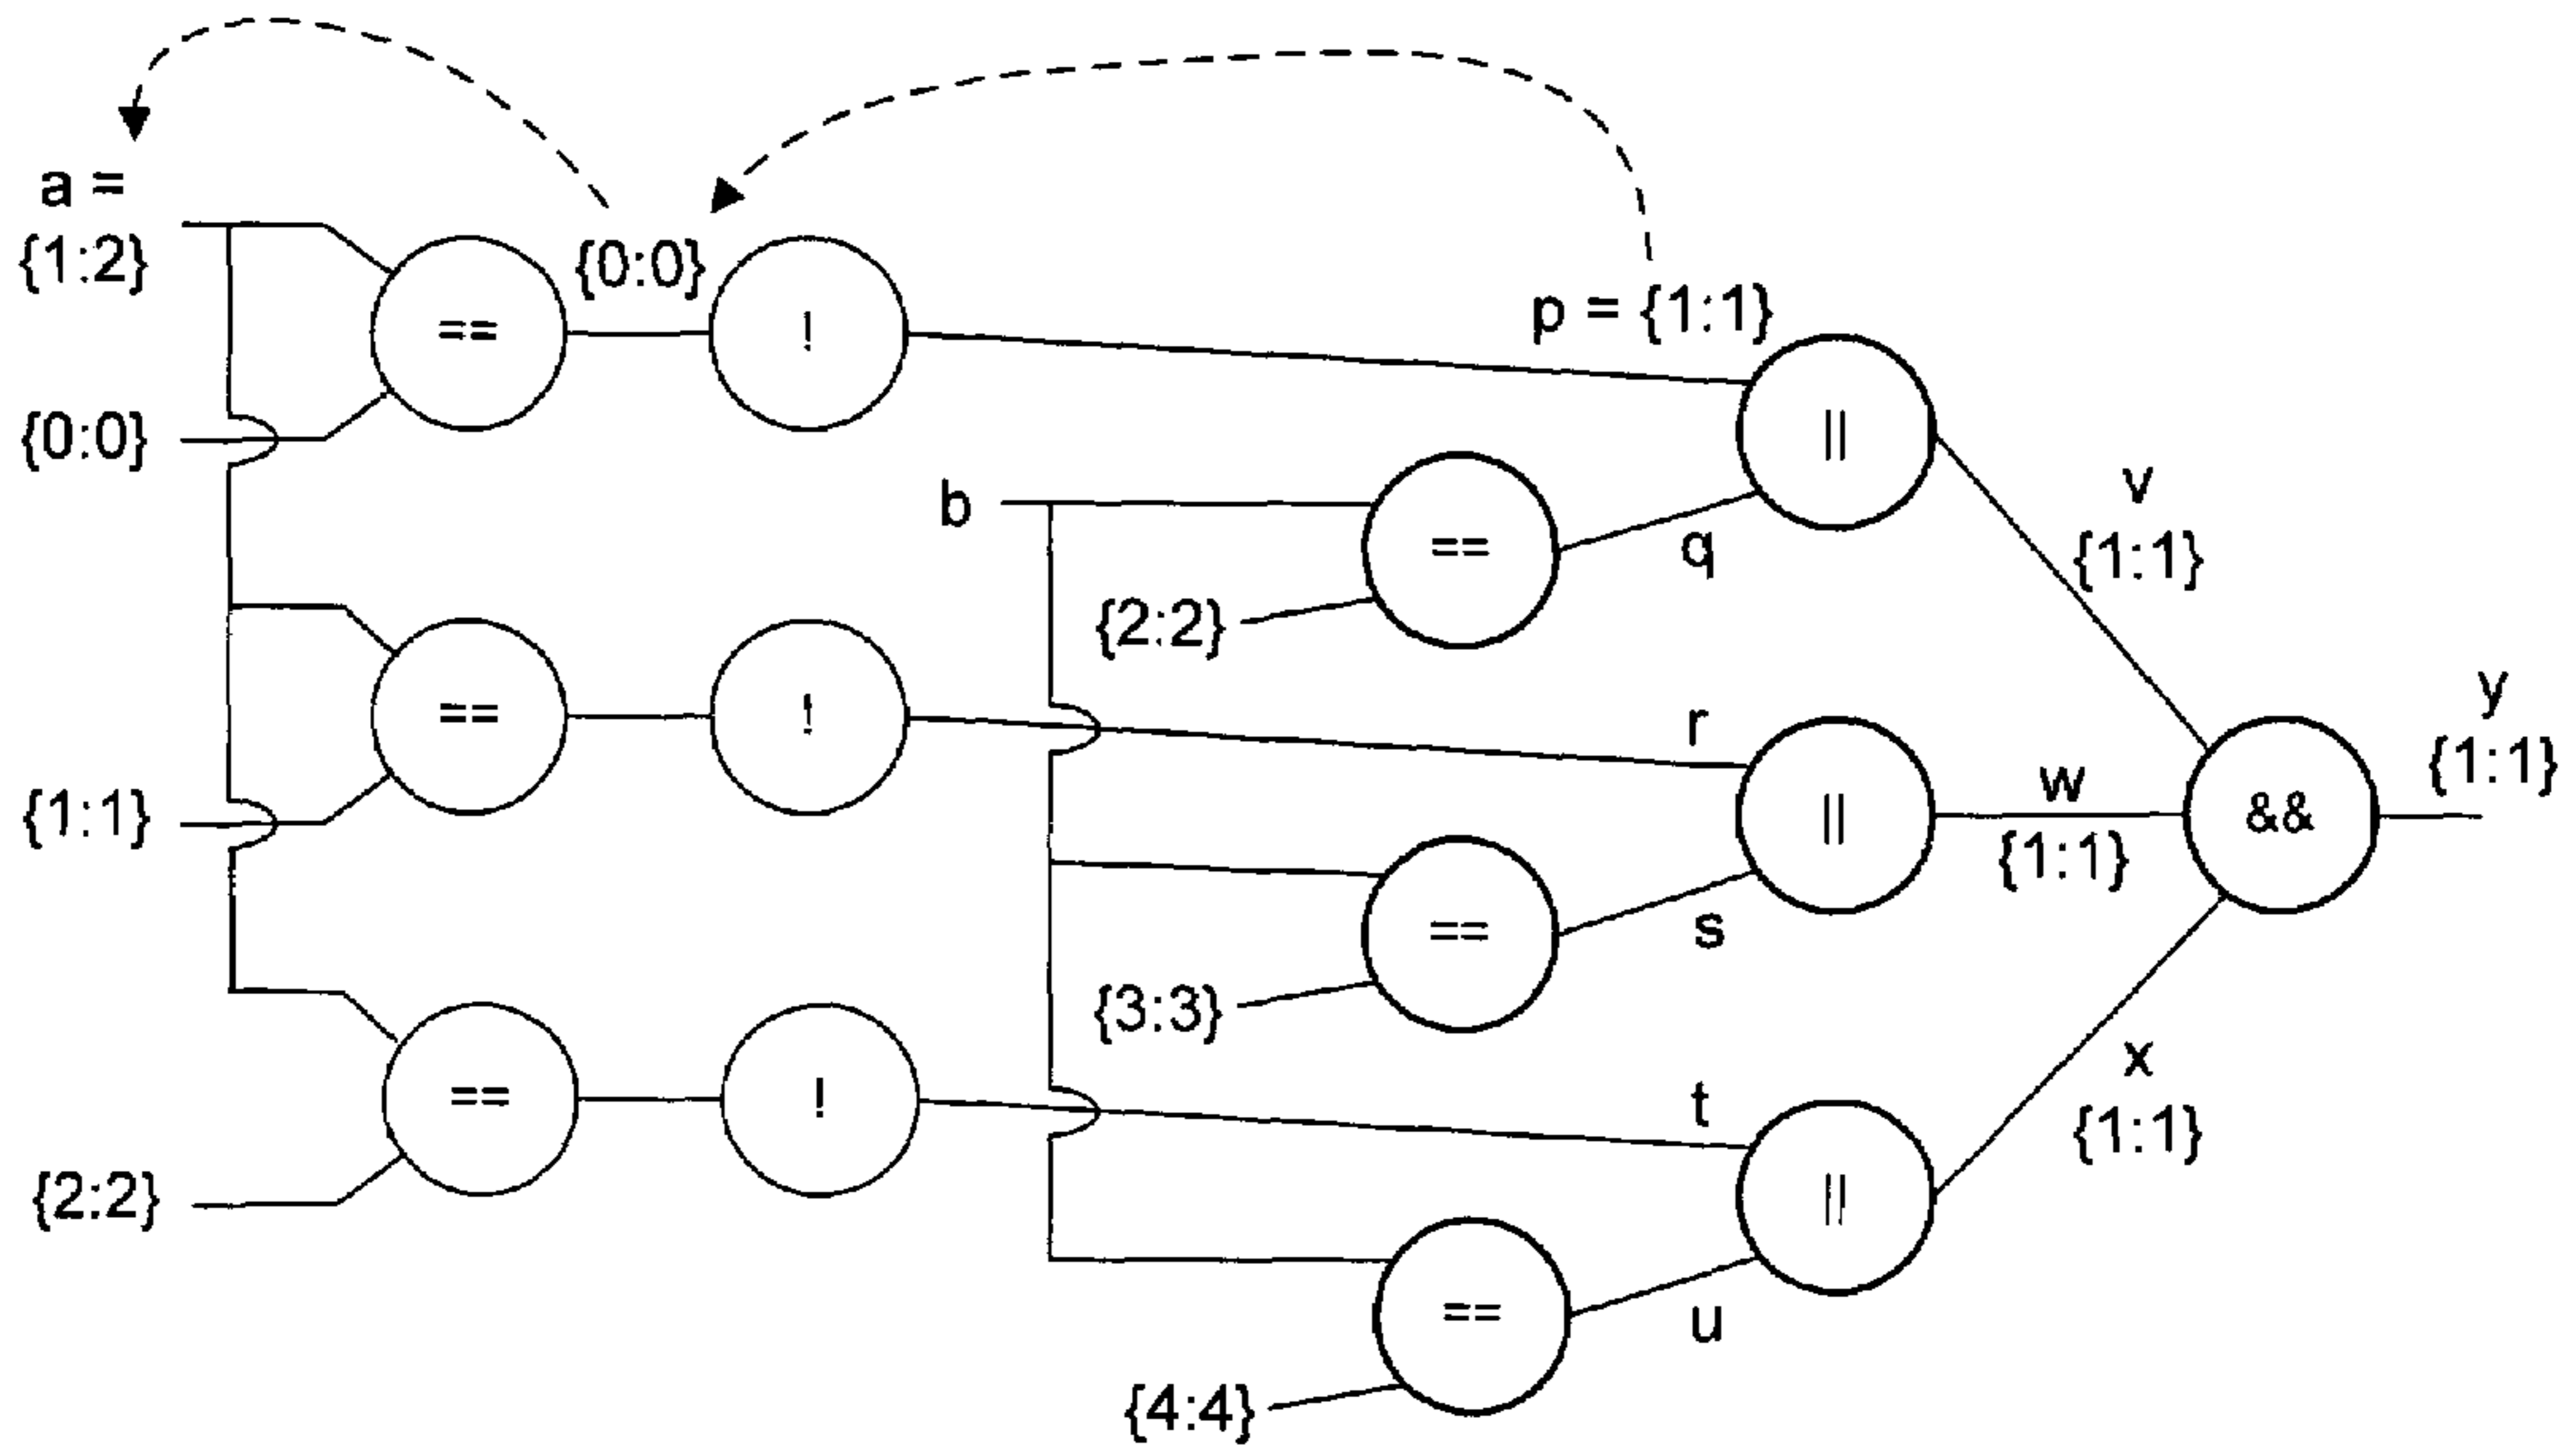 a =
{1:2}
==
{0:0}
!
p = {1:1}
{0:0}
||
b
==
q
v
{1:1}
{2:2}
==
!
r
||
w
{1:1}
&&
y
{1:1}
{1:1}
==
s
{3:3}
x
{1:1}
==
!
t
||
{2:2}
==
u
{4:4}